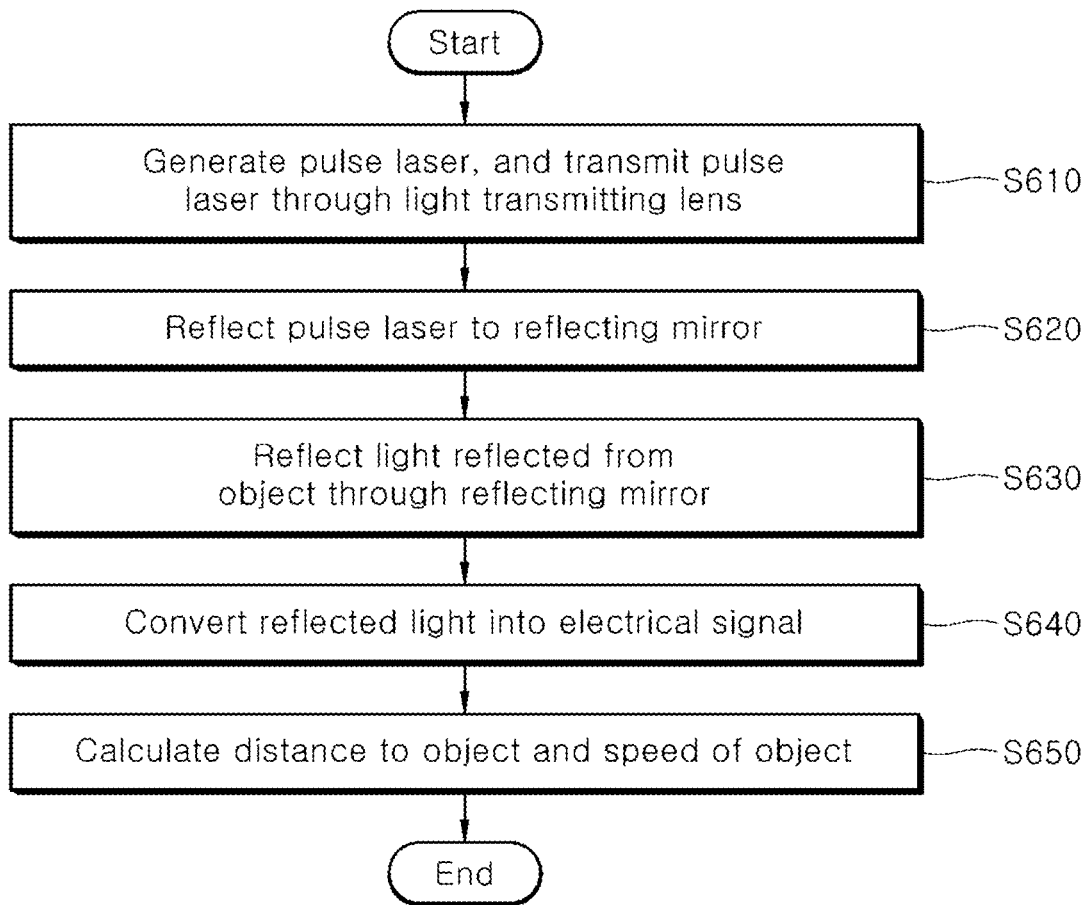 Start
Generate pulse laser, and transmit pulse
laser through light transmitting lens
S610
Reflect pulse laser to reflecting mirror
S620
Reflect light reflected from
object through reflecting mirror
S630
Convert reflected light into electrical signal
S640
Calculate distance to object and speed of object
S650
End